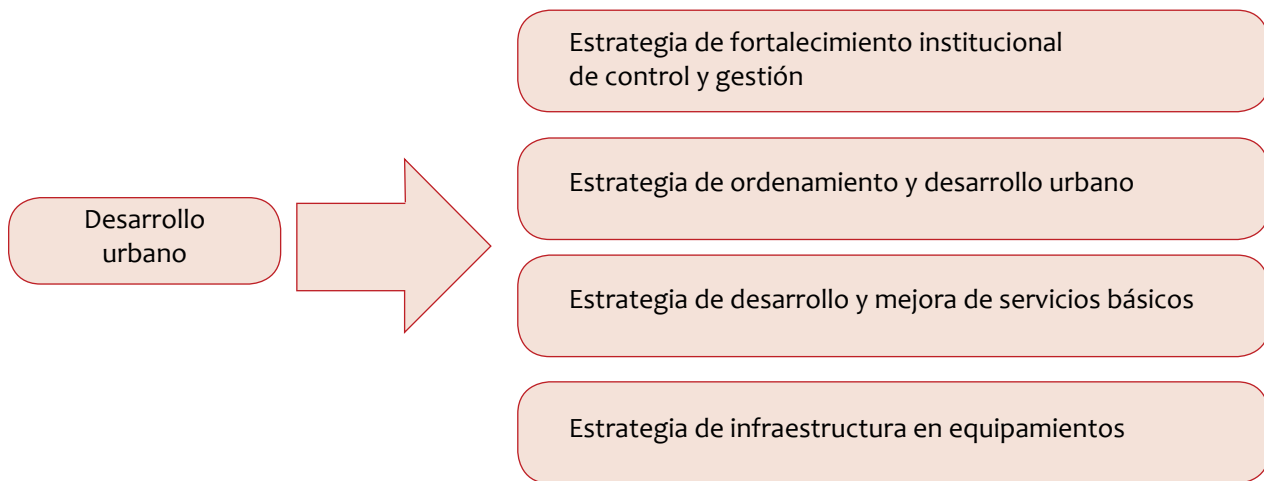 Desarrollo
urbano
Estrategia de fortalecimiento institucional
de control y gestión
Estrategia de ordenamiento y desarrollo urbano
Estrategia de desarrollo y mejora de servicios básicos
Estrategia de infraestructura en equipamientos